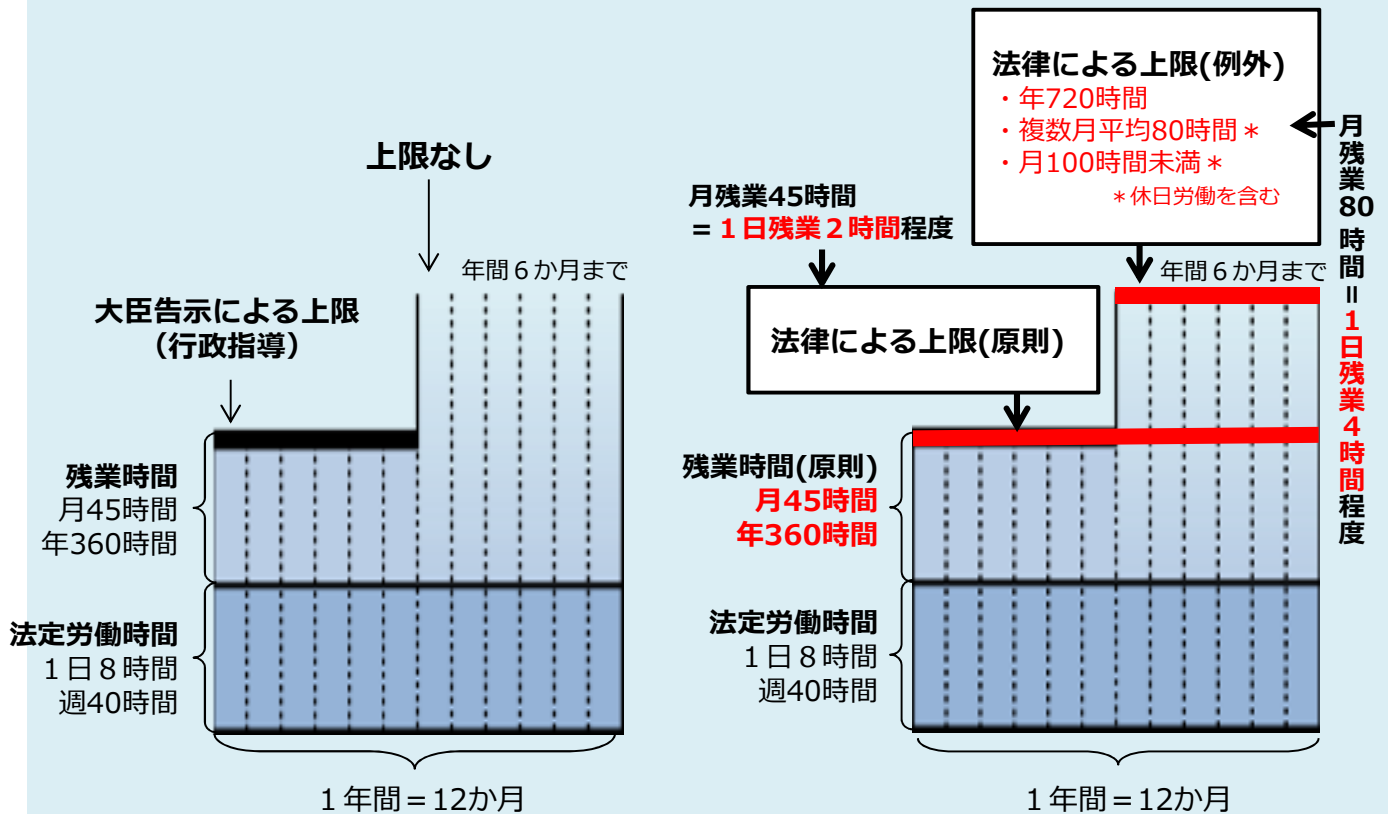 上限なし
年間６か月まで
大臣告示による上限
（行政指導）
残業時間
月45時間
年360時間
法定労働時間
１日８時間
週40時間
１年間＝12か月
法律による上限(例外)
・年720時間
・複数月平均80時間＊
・月100時間未満＊
＊休日労働を含む
月残業80時間＝１日残業４時間程度
月残業45時間
＝１日残業２時間程度
年間６か月まで
法律による上限(原則)
残業時間(原則)
月45時間
年360時間
法定労働時間
１日８時間
週40時間
１年間＝12か月